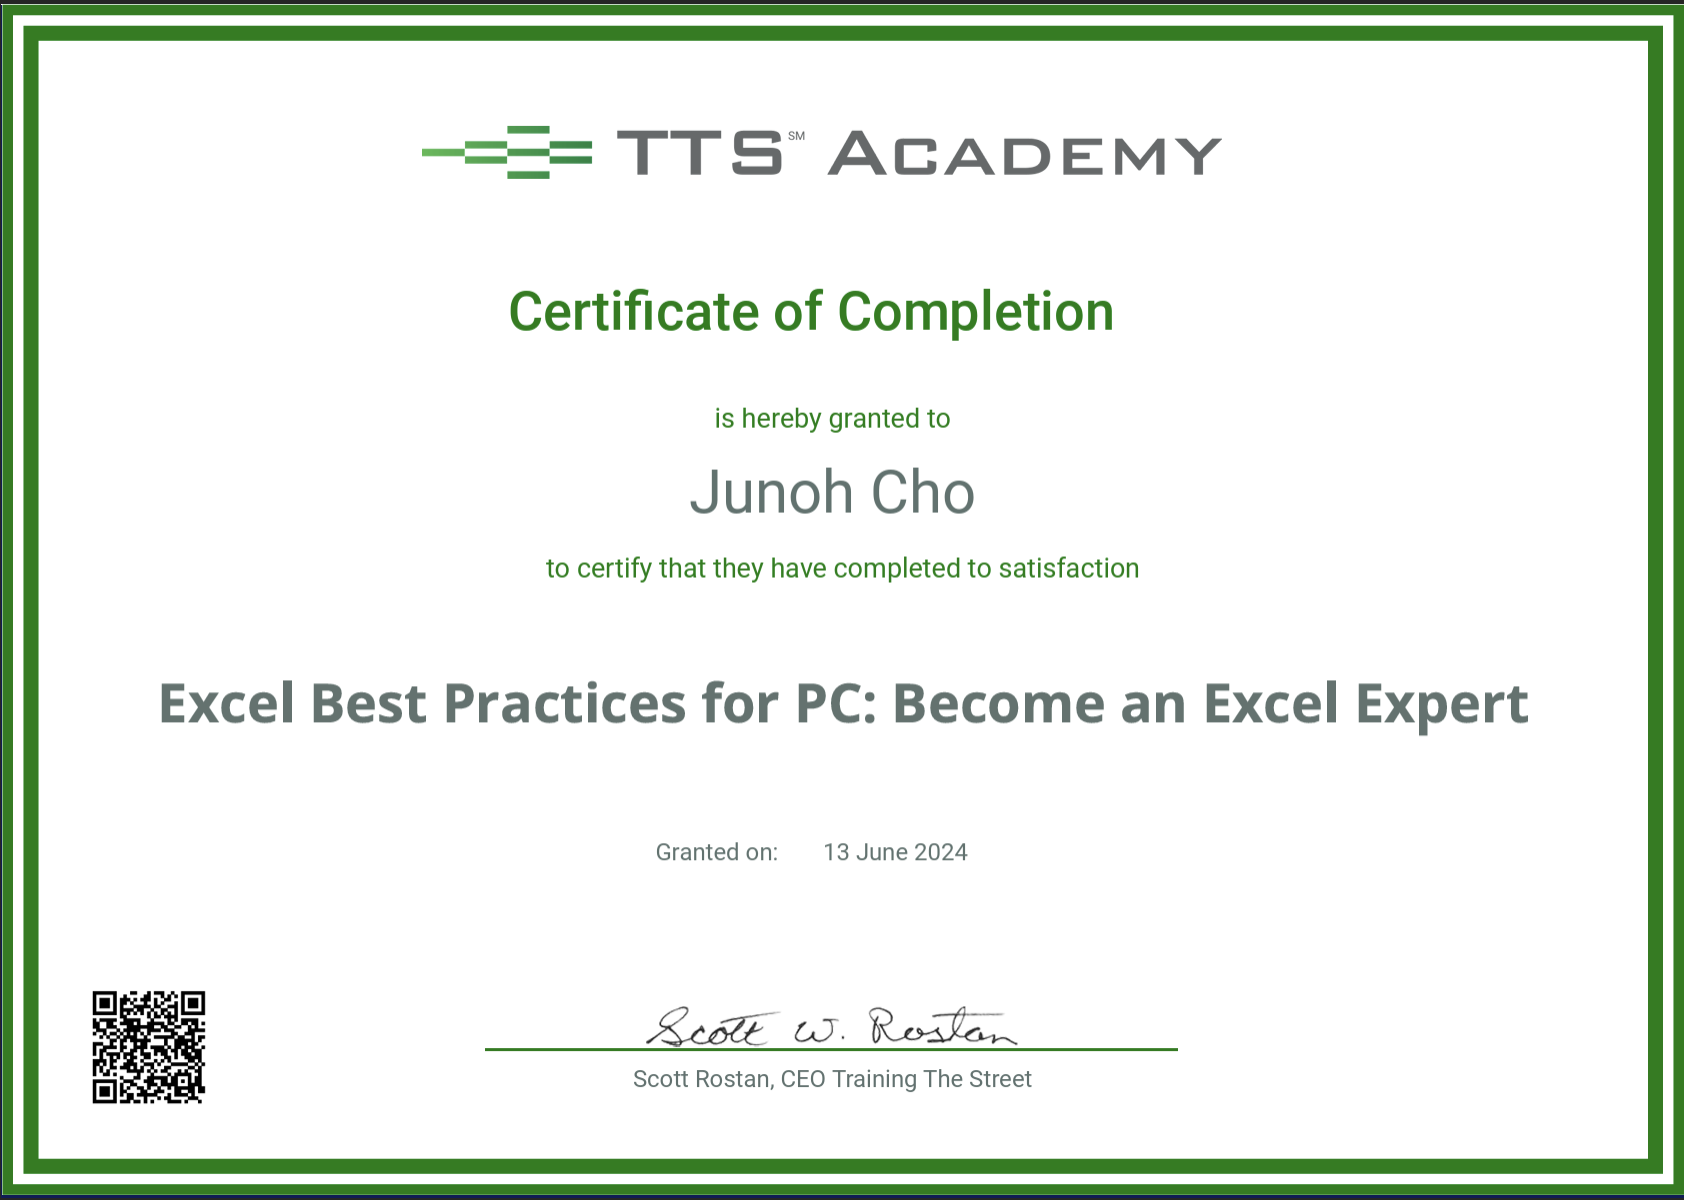 TTS℠ ACADEMY
Certificate of Completion
is hereby granted to
Junoh Cho
to certify that they have completed to satisfaction
Excel Best Practices for PC: Become an Excel Expert
Granted on: 13 June 2024
Scott W. Rostan
Scott Rostan, CEO Training The Street